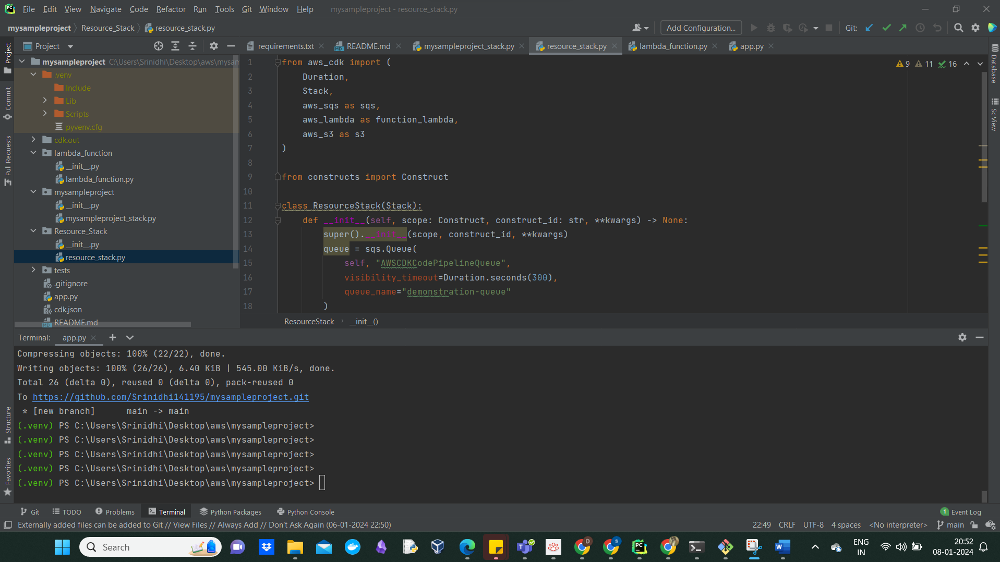 File Edit View Navigate Code Refactor Run Tools Git Window Help mysampleproject - resource_stack.py
mysampleproject Resource_Stack resource_stack.py Add Configuration... Git:
Project requirements.txt README.md mysampleproject_stack.py resource_stack.py lambda_function.py app.py
Project
Commit
Pull Requests
Structure
Favorites
mysampleproject C:\Users\Srinidhi\Desktop\aws\mysam
.venv
Include
Lib
Scripts
pyvenv.cfg
cdk.out
lambda_function
__init__.py
lambda_function.py
mysampleproject
__init__.py
mysampleproject_stack.py
Resource_Stack
__init__.py
resource_stack.py
tests
.gitignore
app.py
cdk.json
README.md
9 11 16
1 from aws_cdk import (
2 Duration,
3 Stack,
4 aws_sqs as sqs,
5 aws_lambda as function_lambda,
6 aws_s3 as s3
7 )
8
9 from constructs import Construct
10
11 class ResourceStack(Stack):
12 def __init__(self, scope: Construct, construct_id: str, **kwargs) -> None:
13 super().__init__(scope, construct_id, **kwargs)
14 queue = sqs.Queue(
15 self, "AWSCDKCodePipelineQueue",
16 visibility_timeout=Duration.seconds(300),
17 queue_name="demonstration-queue"
18 )
ResourceStack __init__()
Database
SciView
Terminal: app.py
Compressing objects: 100% (22/22), done.
Writing objects: 100% (26/26), 6.40 KiB | 545.00 KiB/s, done.
Total 26 (delta 0), reused 0 (delta 0), pack-reused 0
To https://github.com/Srinidhi141195/mysampleproject.git
* [new branch] main -> main
(.venv) PS C:\Users\Srinidhi\Desktop\aws\mysampleproject>
(.venv) PS C:\Users\Srinidhi\Desktop\aws\mysampleproject>
(.venv) PS C:\Users\Srinidhi\Desktop\aws\mysampleproject>
(.venv) PS C:\Users\Srinidhi\Desktop\aws\mysampleproject>
(.venv) PS C:\Users\Srinidhi\Desktop\aws\mysampleproject>
Git TODO Problems Terminal Python Packages Python Console 1 Event Log
Externally added files can be added to Git // View Files // Always Add // Don't Ask Again (06-01-2024 22:50) 22:49 CRLF UTF-8 4 spaces <No interpreter> main
Search ENG 20:52
IN 08-01-2024